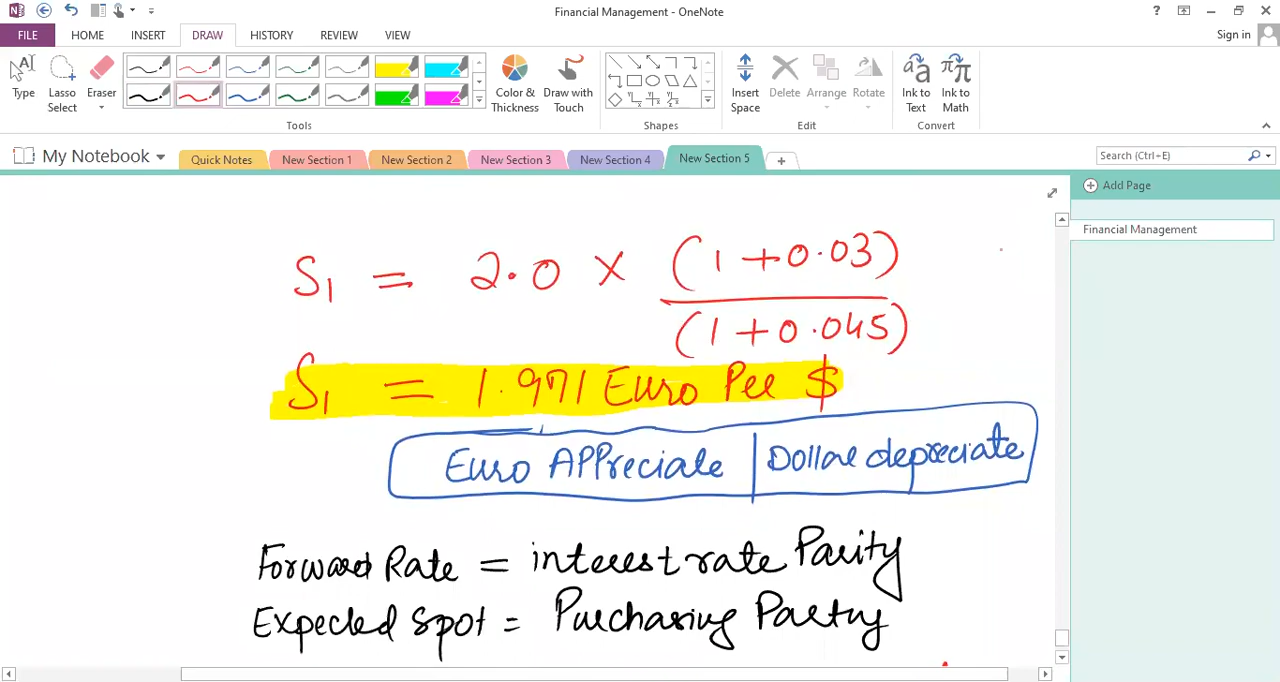 Financial Management - OneNote
Sign in
FILE HOME INSERT DRAW HISTORY REVIEW VIEW
Type Lasso Select Eraser
Color & Thickness Draw with Touch
Insert Space Delete Arrange Rotate
Ink to Text Ink to Math
Tools Shapes Edit Convert
My Notebook Quick Notes New Section 1 New Section 2 New Section 3 New Section 4 New Section 5
Search (Ctrl+E)
Add Page
Financial Management
S1 = 2.0 × (1+0.03)
(1+0.045)
S1 = 1.971 Euro Per $
Euro Appreciate | Dollar depreciate
Forward Rate = interest rate Parity
Expected Spot = Purchasing Partry